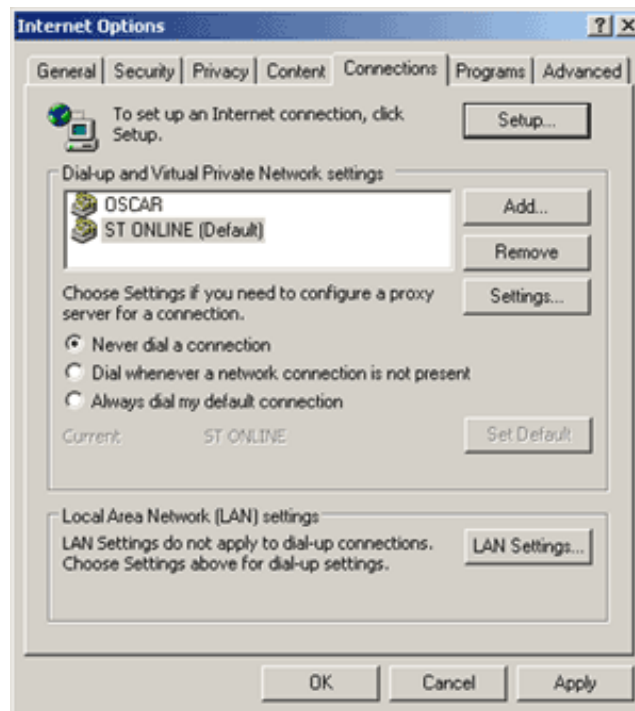 Internet Options
General Security Privacy Content Connections Programs Advanced
To set up an Internet connection, click
Setup.
Setup...
Dial-up and Virtual Private Network settings
OSCAR
ST ONLINE (Default)
Add...
Remove
Choose Settings if you need to configure a proxy
server for a connection.
Settings...
Never dial a connection
Dial whenever a network connection is not present
Always dial my default connection
Current ST ONLINE
Set Default
Local Area Network (LAN) settings
LAN Settings do not apply to dial-up connections.
Choose Settings above for dial-up settings.
LAN Settings...
OK Cancel Apply